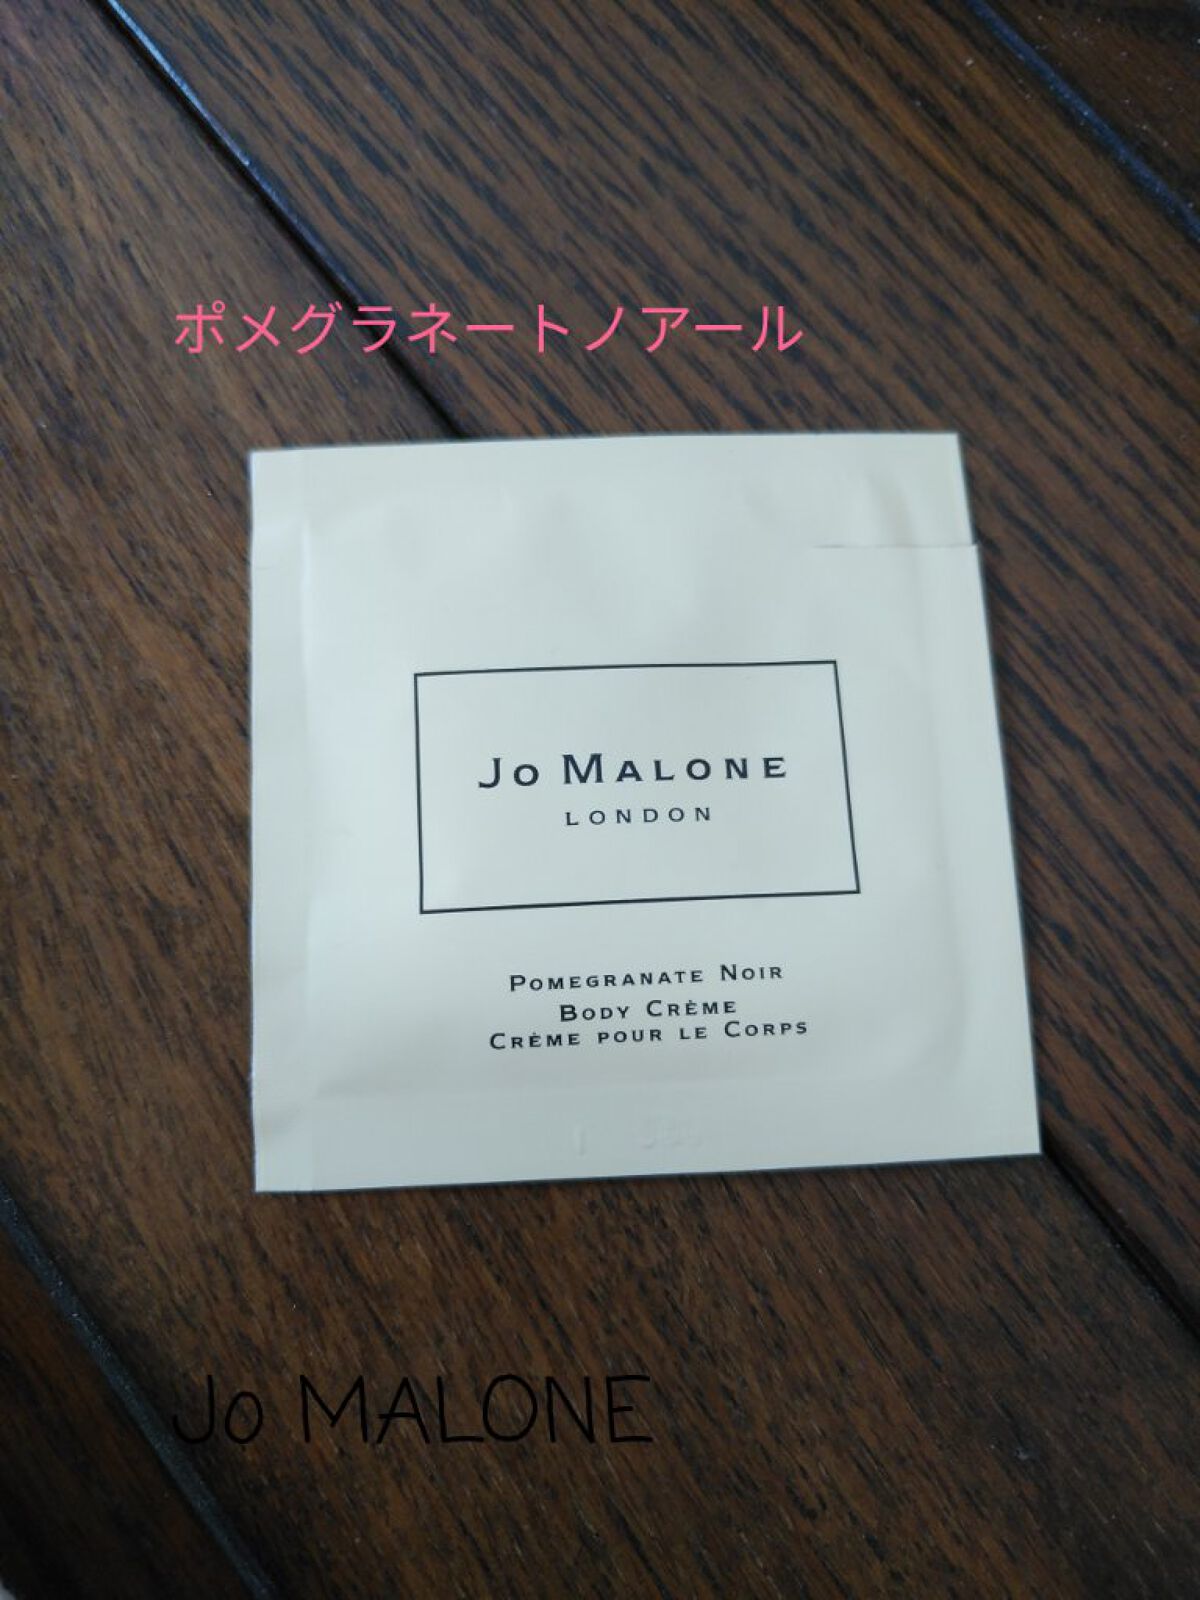 ポメグラネートノアール
JO MALONE
LONDON
POMEGRANATE NOIR
BODY CRÈME
CRÈME POUR LE CORPS
Jo MALONE